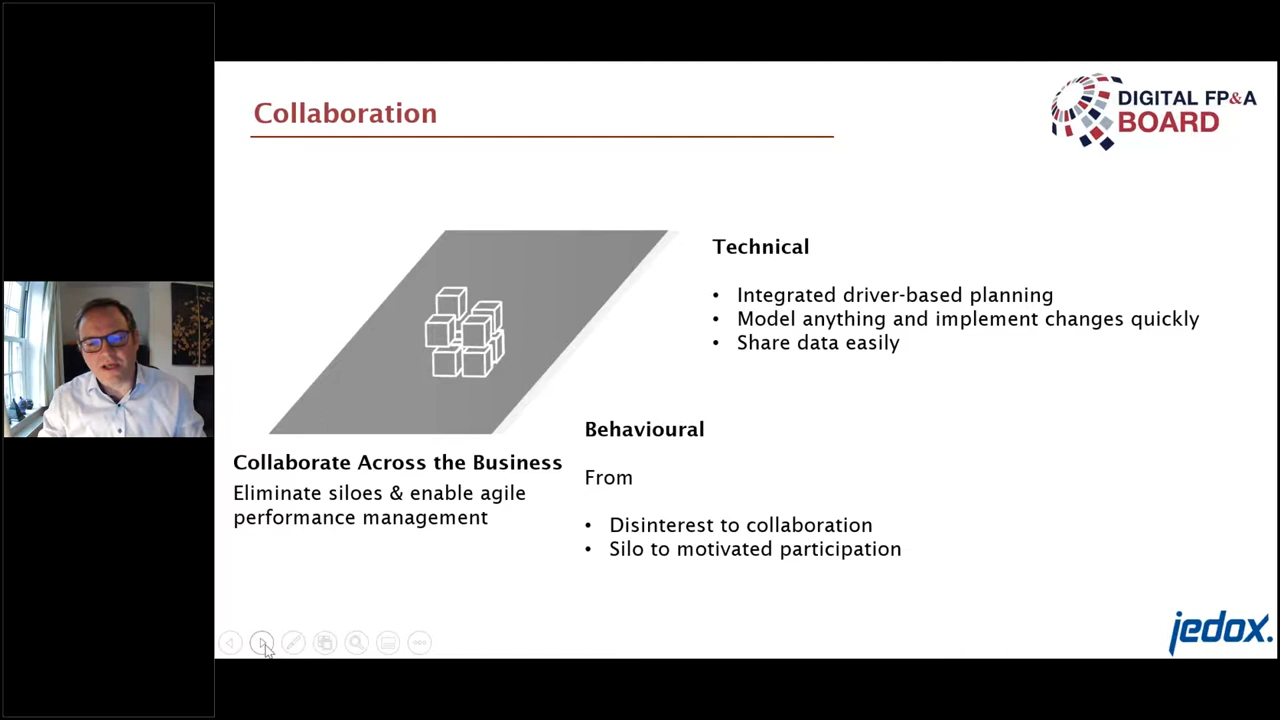 Collaboration
DIGITAL FP&A
BOARD
Technical
• Integrated driver-based planning
• Model anything and implement changes quickly
• Share data easily
Behavioural
From
• Disinterest to collaboration
• Silo to motivated participation
Collaborate Across the Business
Eliminate siloes & enable agile
performance management
jedox.